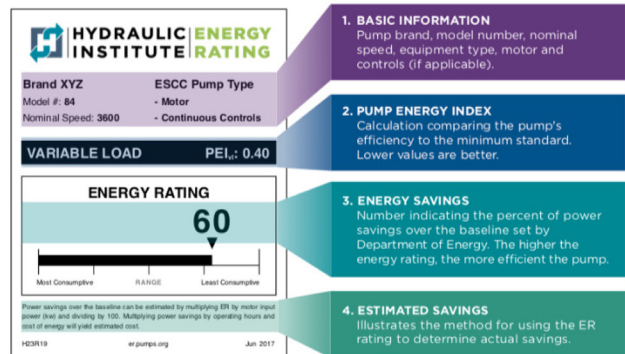 HYDRAULIC INSTITUTE ENERGY RATING
Brand XYZ
Model #: 84
Nominal Speed: 3600
ESCC Pump Type
- Motor
- Continuous Controls
VARIABLE LOAD PEIvl: 0.40
ENERGY RATING
60
Most Consumptive RANGE Least Consumptive
Power savings over the baseline can be estimated by multiplying ER by motor input
power (kw) and dividing by 100. Multiplying power savings by operating hours and
cost of energy will yield estimated cost.
H23R19 er.pumps.org Jun 2017
1. BASIC INFORMATION
Pump brand, model number, nominal
speed, equipment type, motor and
controls (if applicable).
2. PUMP ENERGY INDEX
Calculation comparing the pump's
efficiency to the minimum standard.
Lower values are better.
3. ENERGY SAVINGS
Number indicating the percent of power
savings over the baseline set by
Department of Energy. The higher the
energy rating, the more efficient the pump.
4. ESTIMATED SAVINGS
Illustrates the method for using the ER
rating to determine actual savings.